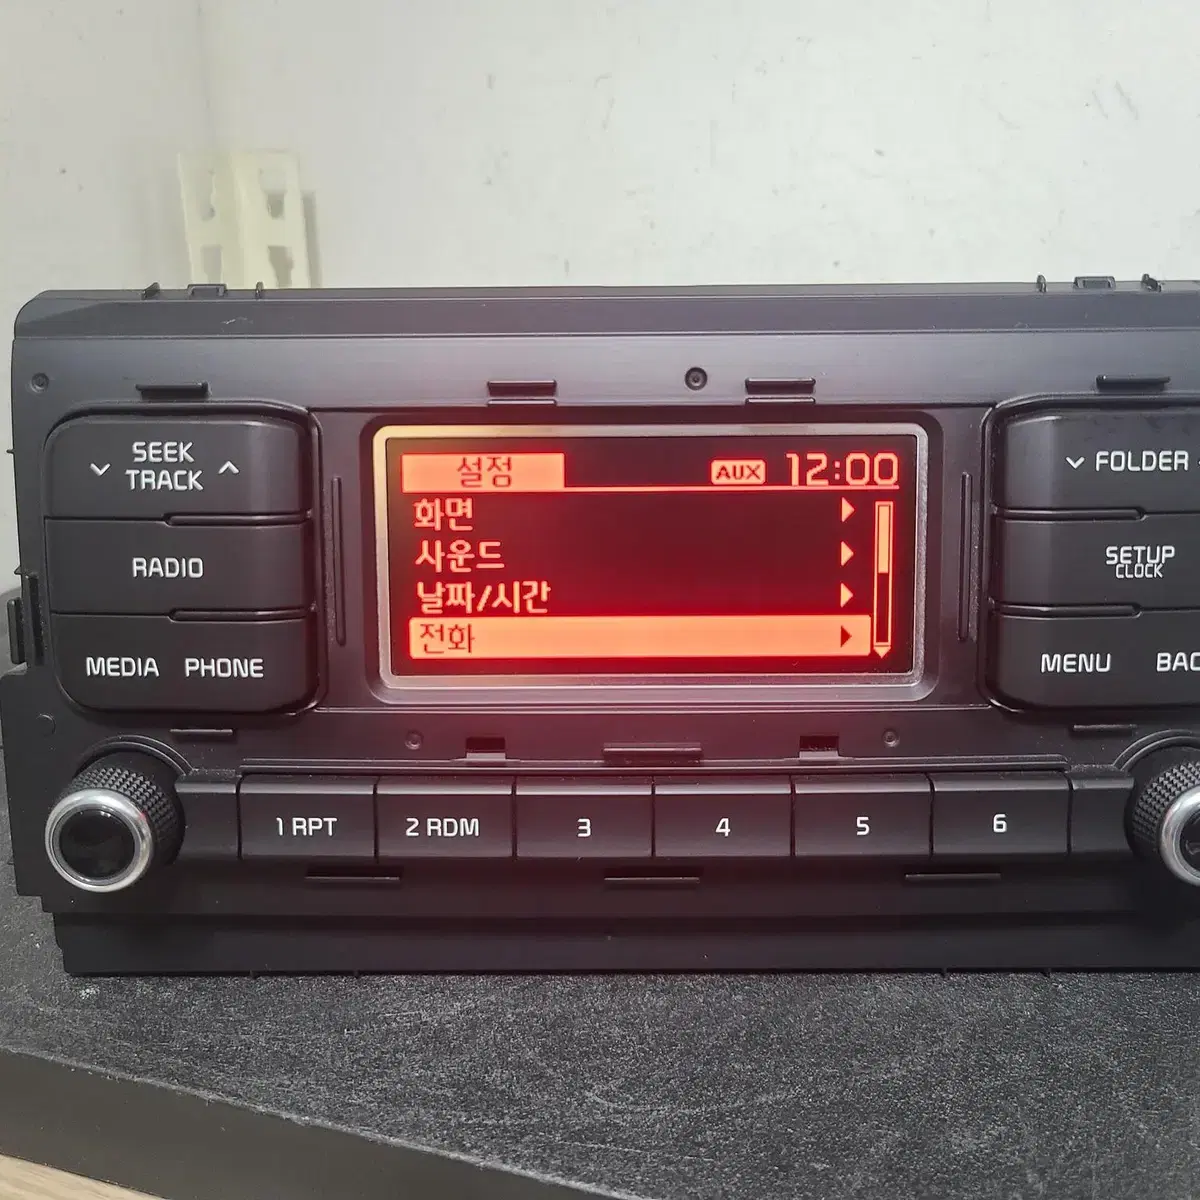 SEEK
TRACK
RADIO
MEDIA PHONE
설정 AUX 12:00
화면
사운드
날짜/시간
전화
FOLDER
SETUP
CLOCK
MENU
1 RPT 2 RDM 3 4 5 6